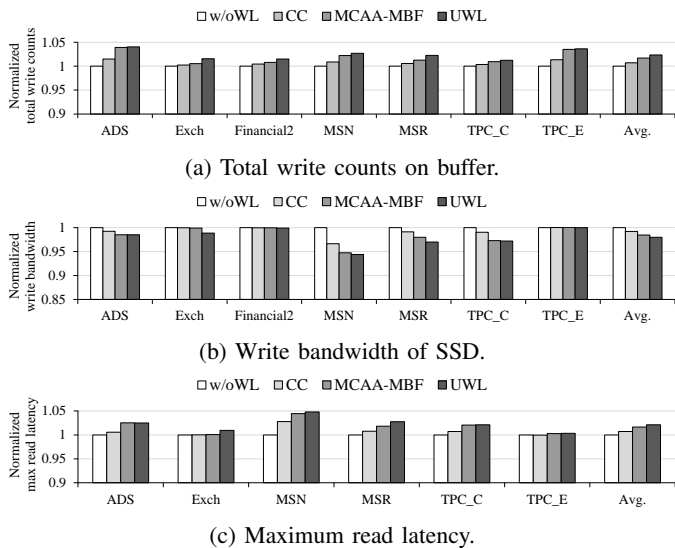 w/oWL CC MCAA-MBF UWL
Normalized
total write counts
1.05
1
0.95
0.9
ADS Exch Financial2 MSN MSR TPC_C TPC_E Avg.
(a) Total write counts on buffer.
w/oWL CC MCAA-MBF UWL
Normalized
write bandwidth
1
0.95
0.9
0.85
ADS Exch Financial2 MSN MSR TPC_C TPC_E Avg.
(b) Write bandwidth of SSD.
w/oWL CC MCAA-MBF UWL
Normalized
max read latency
1.05
1
0.95
0.9
ADS Exch MSN MSR TPC_C TPC_E Avg.
(c) Maximum read latency.